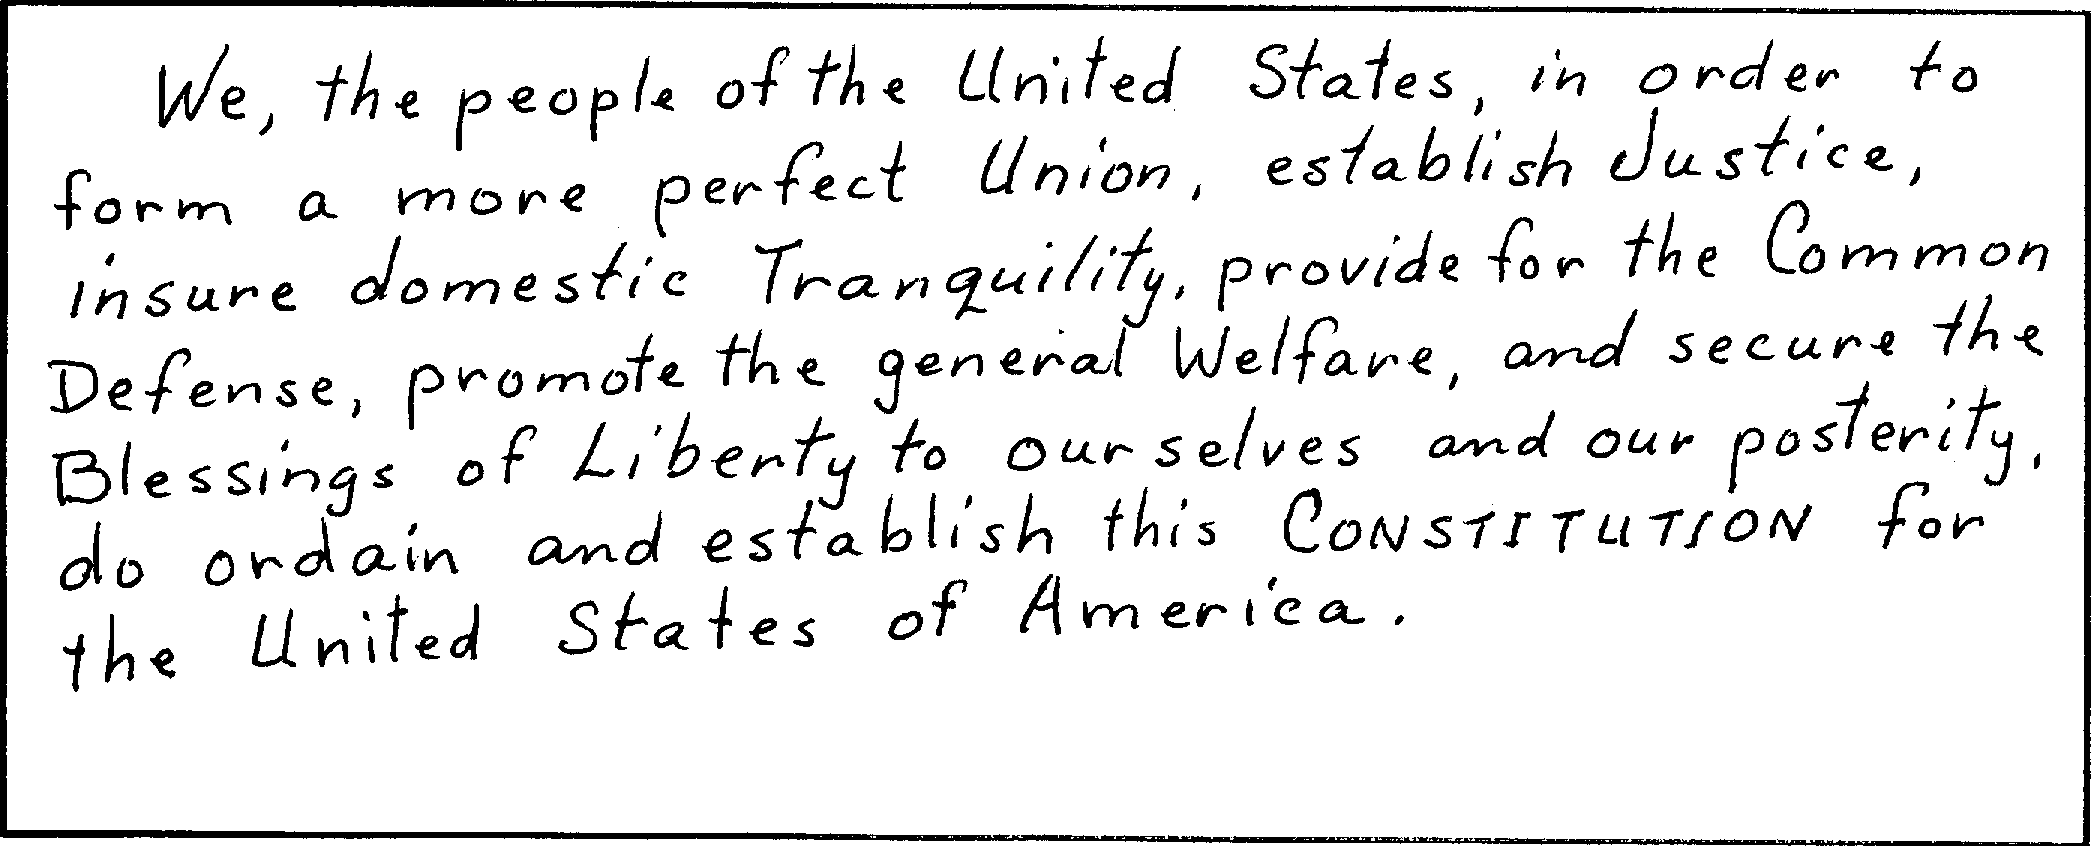 We, the people of the United States, in order to
form a more perfect Union, establish Justice,
insure domestic Tranquility, provide for the Common
Defense, promote the general Welfare, and secure the
Blessings of Liberty to ourselves and our posterity,
do ordain and establish this CONSTITUTION for
the United States of America.